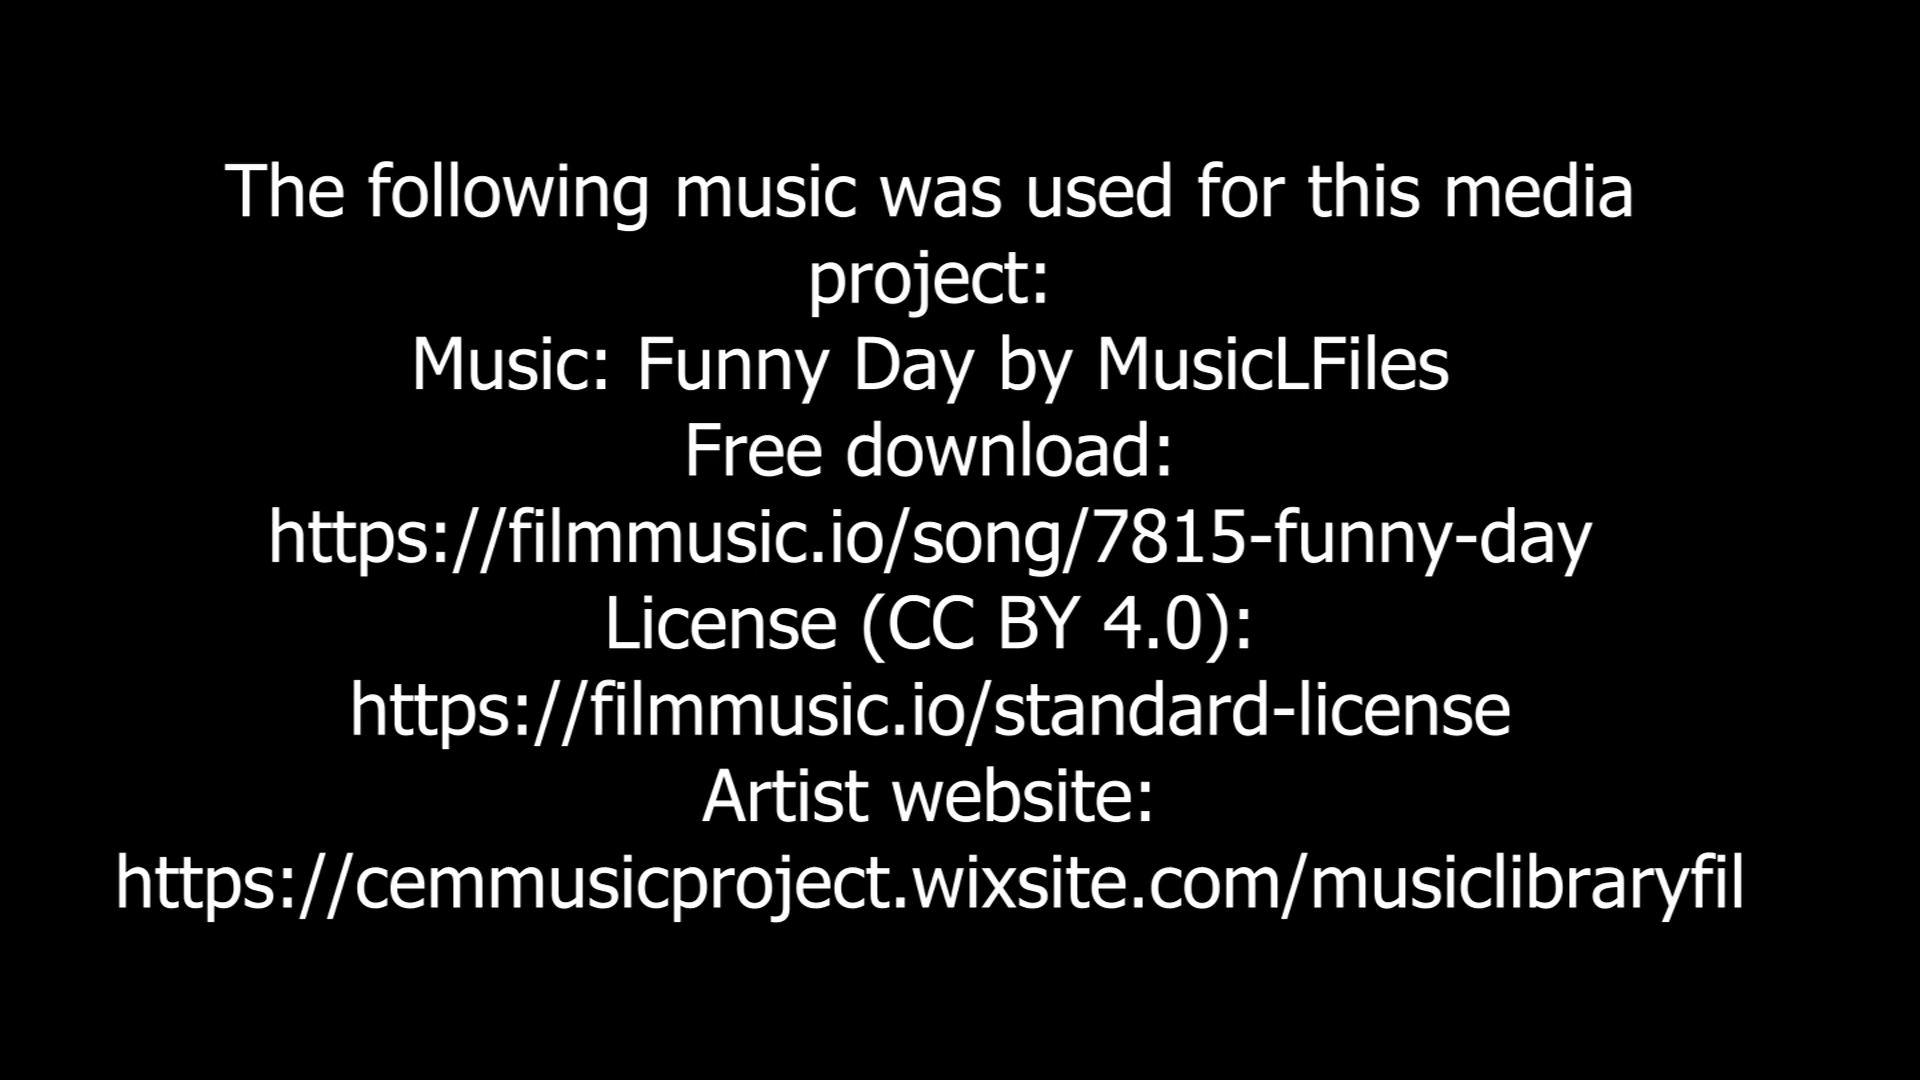 The following music was used for this media
project:
Music: Funny Day by MusicLFiles
Free download:
https://filmmusic.io/song/7815-funny-day
License (CC BY 4.0):
https://filmmusic.io/standard-license
Artist website:
https://cemmusicproject.wixsite.com/musiclibraryfil